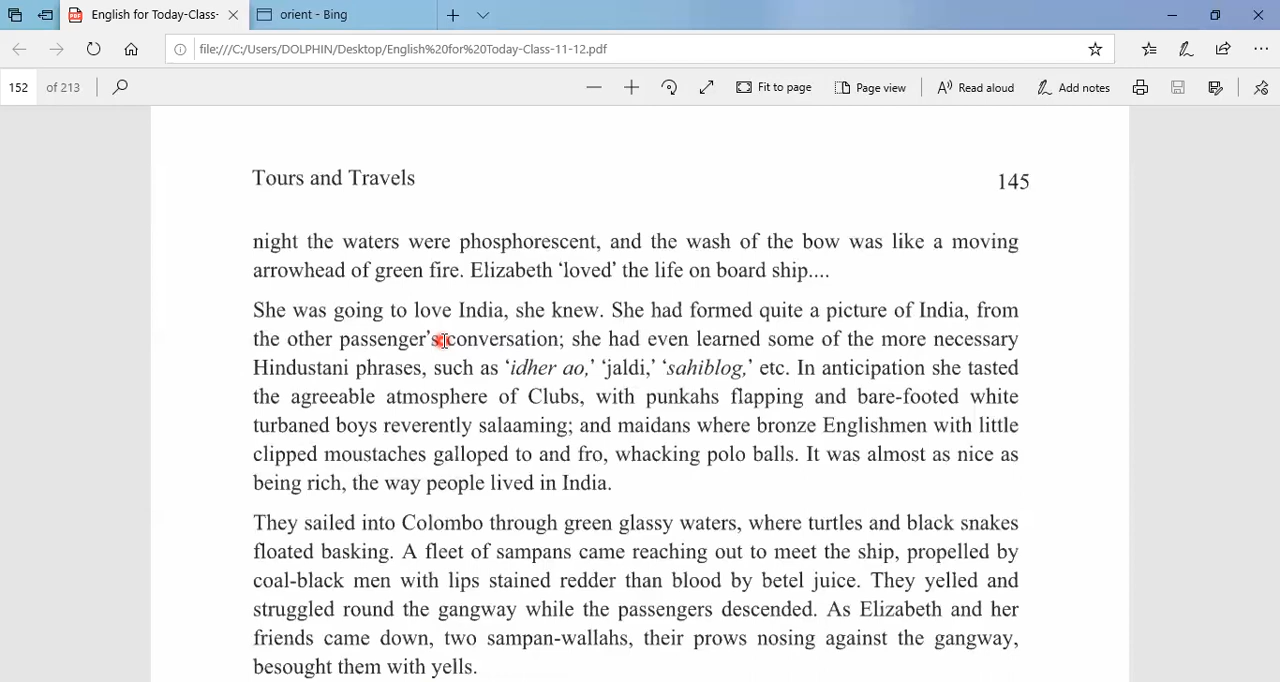 English for Today-Class-
orient - Bing
file:///C:/Users/DOLPHIN/Desktop/English%20for%20Today-Class-11-12.pdf
152 of 213
Fit to page
Page view
Read aloud
Add notes
Tours and Travels
145
night the waters were phosphorescent, and the wash of the bow was like a moving
arrowhead of green fire. Elizabeth ‘loved’ the life on board ship....
She was going to love India, she knew. She had formed quite a picture of India, from
the other passenger’s conversation; she had even learned some of the more necessary
Hindustani phrases, such as ‘idher ao,’ ‘jaldi,’ ‘sahiblog,’ etc. In anticipation she tasted
the agreeable atmosphere of Clubs, with punkahs flapping and bare-footed white
turbaned boys reverently salaaming; and maidans where bronze Englishmen with little
clipped moustaches galloped to and fro, whacking polo balls. It was almost as nice as
being rich, the way people lived in India.
They sailed into Colombo through green glassy waters, where turtles and black snakes
floated basking. A fleet of sampans came reaching out to meet the ship, propelled by
coal-black men with lips stained redder than blood by betel juice. They yelled and
struggled round the gangway while the passengers descended. As Elizabeth and her
friends came down, two sampan-wallahs, their prows nosing against the gangway,
besought them with yells.